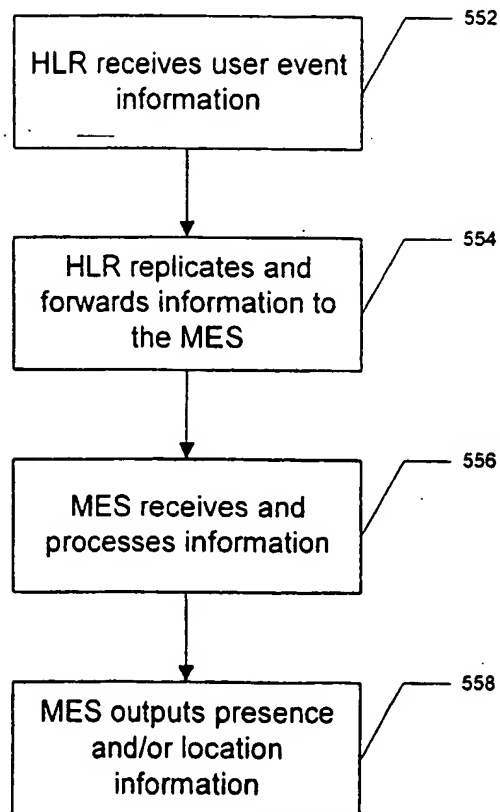 552
HLR receives user event
information
554
HLR replicates and
forwards information to
the MES
556
MES receives and
processes information
558
MES outputs presence
and/or location
information